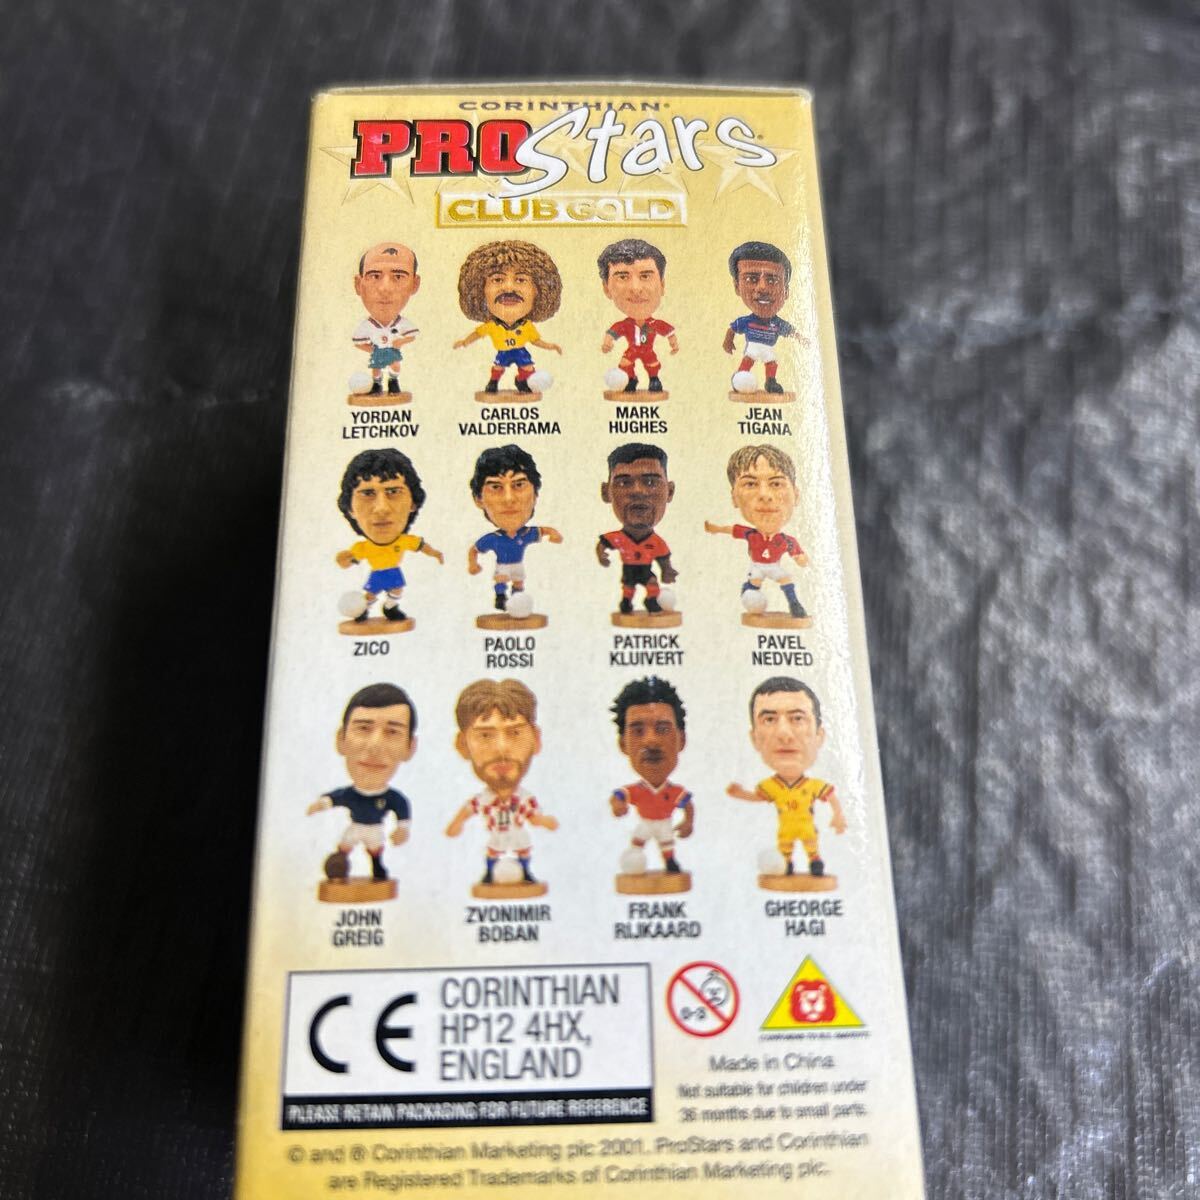 CORINTHIAN®
PROStars
CLUB GOLD
YORDAN LETCHKOV
CARLOS VALDERRAMA
MARK HUGHES
JEAN TIGANA
ZICO
PAOLO ROSSI
PATRICK KLUIVERT
PAVEL NEDVED
JOHN GREIG
ZVONIMIR BOBAN
FRANK RIJKAARD
GHEORGE HAGI
CE
CORINTHIAN
HP12 4HX,
ENGLAND
PLEASE RETAIN PACKAGING FOR FUTURE REFERENCE
0-3
Made in China
Not suitable for children under
36 months due to small parts.
© and ® Corinthian Marketing plc 2001. ProStars and Corinthian
are Registered Trademarks of Corinthian Marketing plc.